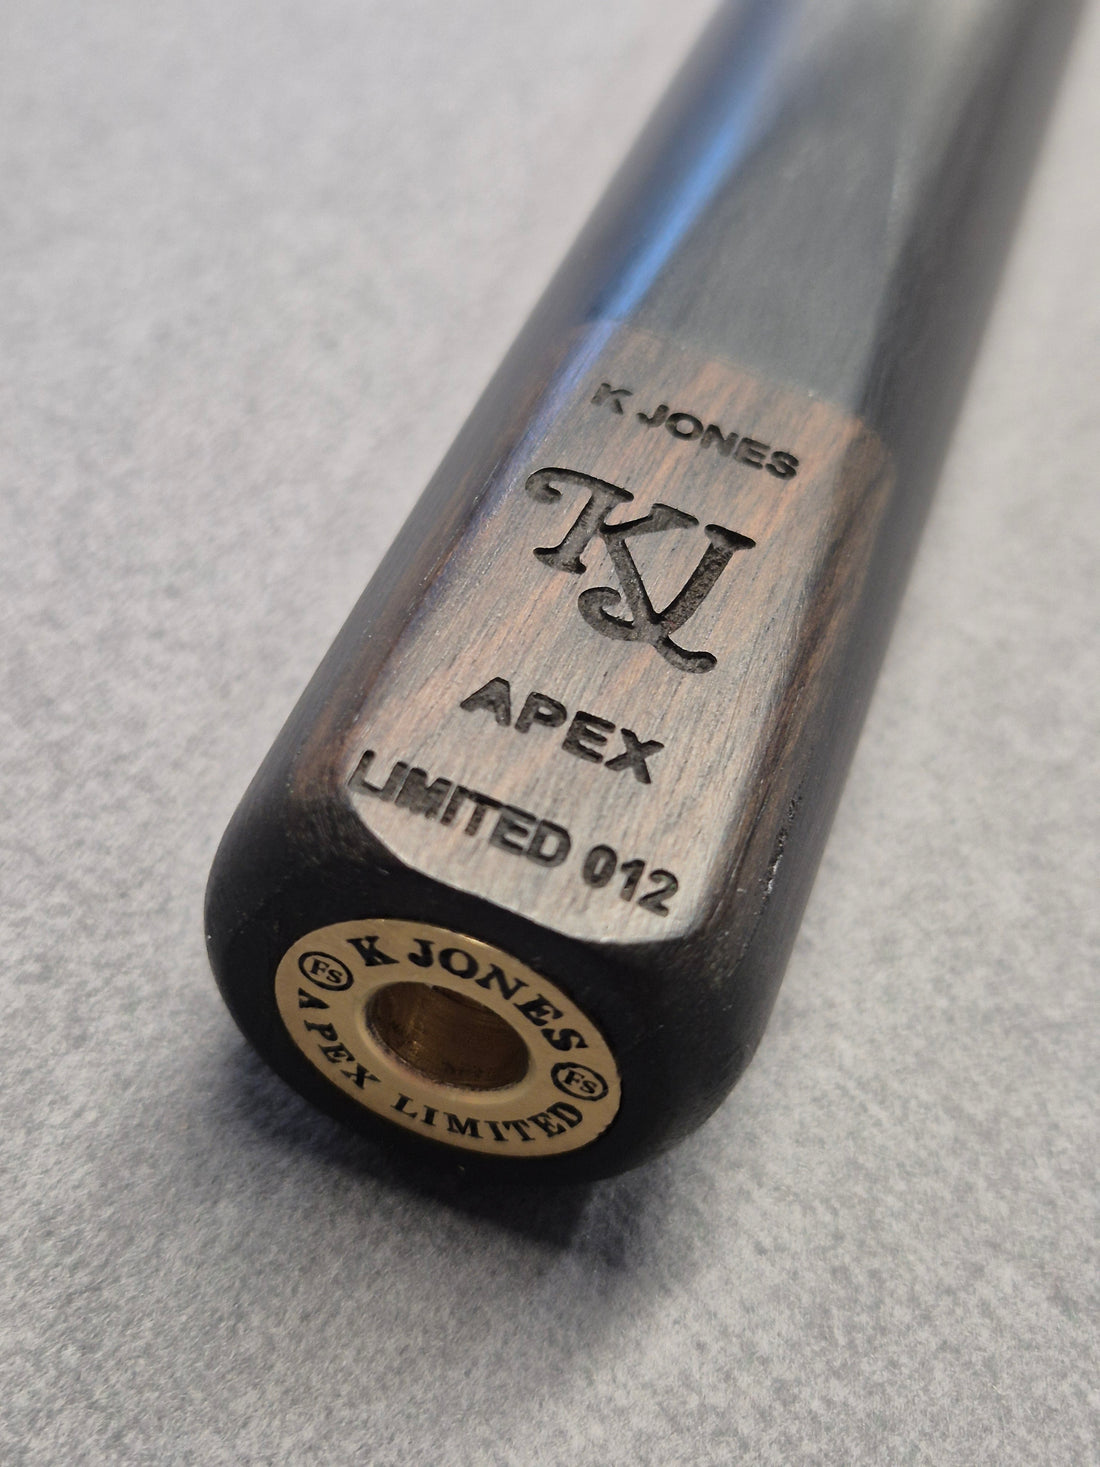 K JONES
KJ
APEX
LIMITED 012
K JONES
FS
FS
APEX LIMITED